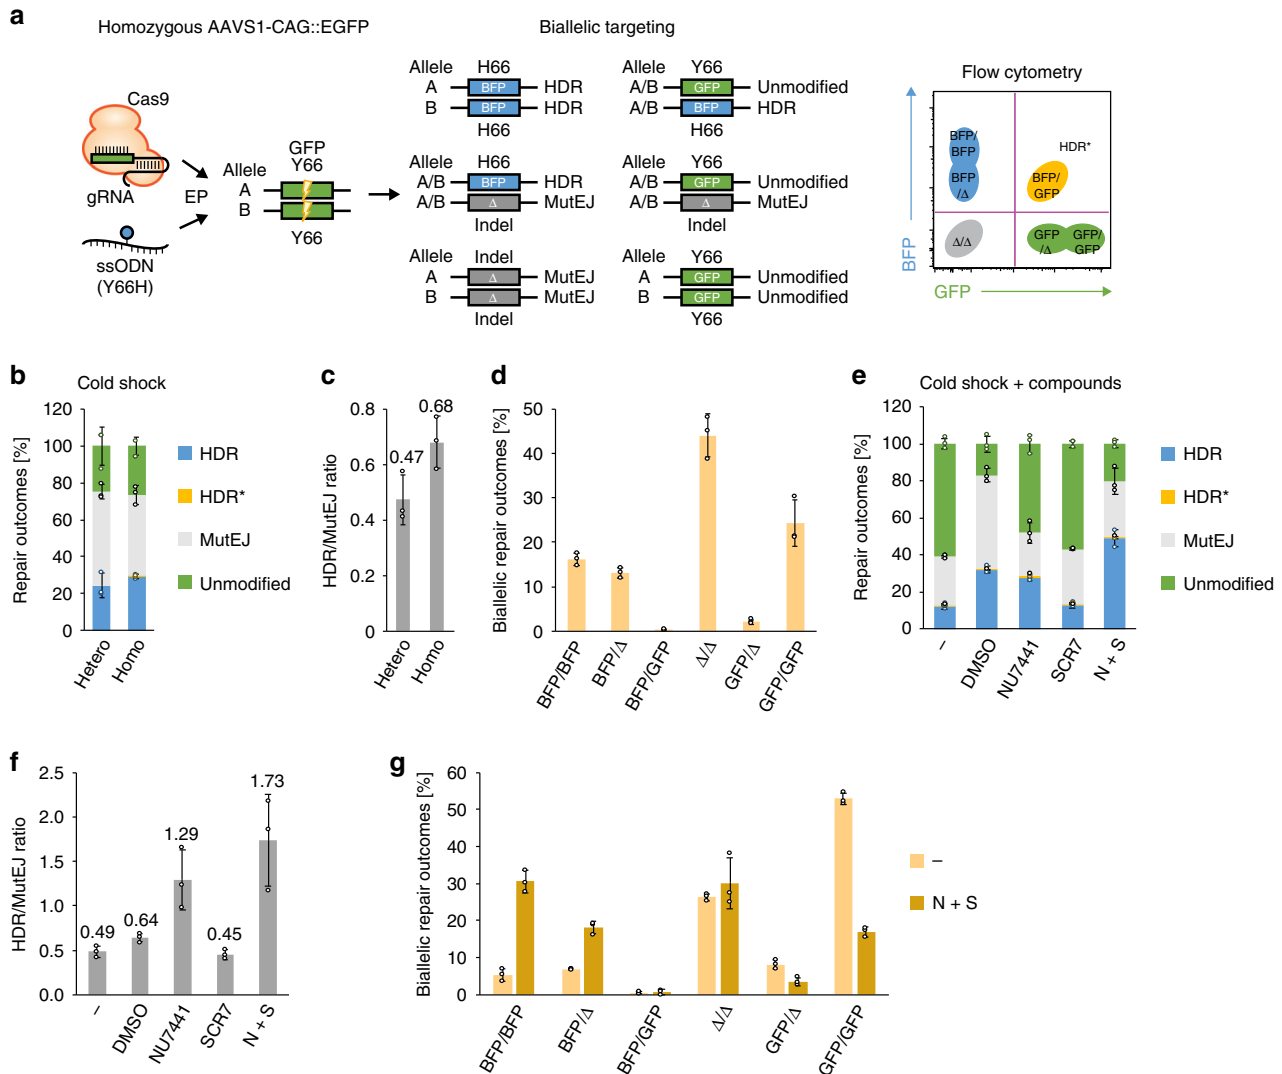 a
Homozygous AAVS1-CAG::EGFP
Biallelic targeting
Flow cytometry
Cas9
gRNA
ssODN
(Y66H)
EP
GFP
Y66
Allele
A
B
Y66
Allele H66
A BFP HDR
B BFP HDR
H66
Allele Y66
A/B GFP Unmodified
A/B BFP HDR
H66
Allele H66
A/B BFP HDR
A/B Δ MutEJ
Indel
Allele Y66
A/B GFP Unmodified
A/B Δ MutEJ
Indel
Allele Indel
A Δ MutEJ
B Δ MutEJ
Indel
Allele Y66
A GFP Unmodified
B GFP Unmodified
Y66
BFP
GFP
BFP/
BFP
BFP
/Δ
HDR*
BFP/
GFP
Δ/Δ
GFP
/Δ
GFP/
GFP
b
Cold shock
Repair outcomes [%]
120
100
80
60
40
20
0
Hetero
Homo
HDR
HDR*
MutEJ
Unmodified
c
HDR/MutEJ ratio
0.8
0.6
0.4
0.2
0
0.47
0.68
Hetero
Homo
d
Biallelic repair outcomes [%]
50
40
30
20
10
0
BFP/BFP
BFP/Δ
BFP/GFP
Δ/Δ
GFP/Δ
GFP/GFP
e
Cold shock + compounds
Repair outcomes [%]
120
100
80
60
40
20
0
–
DMSO
NU7441
SCR7
N + S
HDR
HDR*
MutEJ
Unmodified
f
HDR/MutEJ ratio
2.5
2.0
1.5
1.0
0.5
0.0
0.49
0.64
1.29
0.45
1.73
–
DMSO
NU7441
SCR7
N + S
g
Biallelic repair outcomes [%]
60
50
40
30
20
10
0
BFP/BFP
BFP/Δ
BFP/GFP
Δ/Δ
GFP/Δ
GFP/GFP
–
N + S